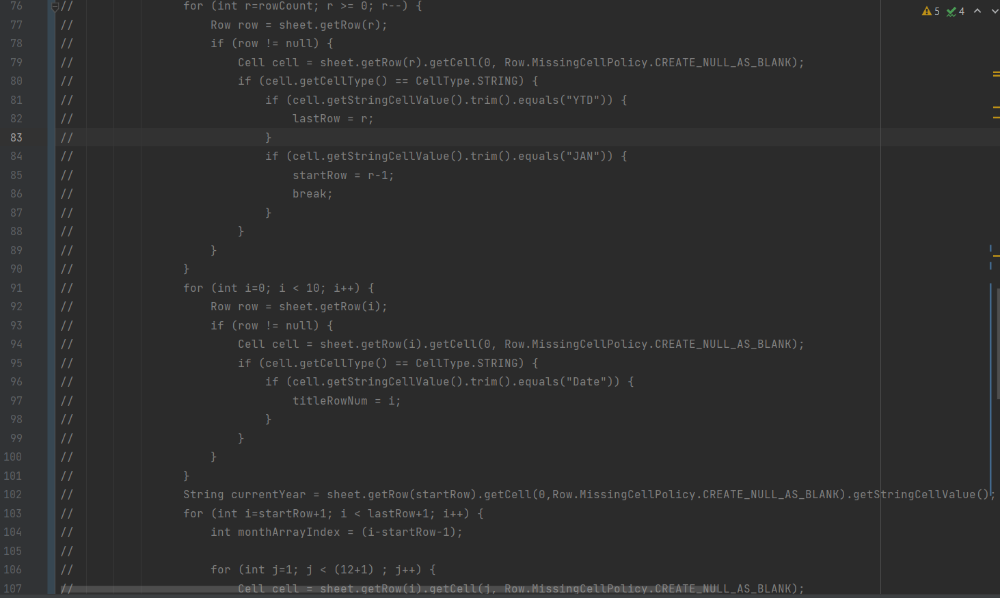 ⚠ 5 ✓ 4
76 // for (int r=rowCount; r >= 0; r--) {
77 // Row row = sheet.getRow(r);
78 // if (row != null) {
79 // Cell cell = sheet.getRow(r).getCell(0, Row.MissingCellPolicy.CREATE_NULL_AS_BLANK);
80 // if (cell.getCellType() == CellType.STRING) {
81 // if (cell.getStringCellValue().trim().equals("YTD")) {
82 // lastRow = r;
83 // }
84 // if (cell.getStringCellValue().trim().equals("JAN")) {
85 // startRow = r-1;
86 // break;
87 // }
88 // }
89 // }
90 // }
91 // for (int i=0; i < 10; i++) {
92 // Row row = sheet.getRow(i);
93 // if (row != null) {
94 // Cell cell = sheet.getRow(i).getCell(0, Row.MissingCellPolicy.CREATE_NULL_AS_BLANK);
95 // if (cell.getCellType() == CellType.STRING) {
96 // if (cell.getStringCellValue().trim().equals("Date")) {
97 // titleRowNum = i;
98 // }
99 // }
100 // }
101 // }
102 // String currentYear = sheet.getRow(startRow).getCell(0,Row.MissingCellPolicy.CREATE_NULL_AS_BLANK).getStringCellValue();
103 // for (int i=startRow+1; i < lastRow+1; i++) {
104 // int monthArrayIndex = (i-startRow-1);
105 //
106 // for (int j=1; j < (12+1) ; j++) {
107 // Cell cell = sheet.getRow(i).getCell(j, Row.MissingCellPolicy.CREATE_NULL_AS_BLANK);